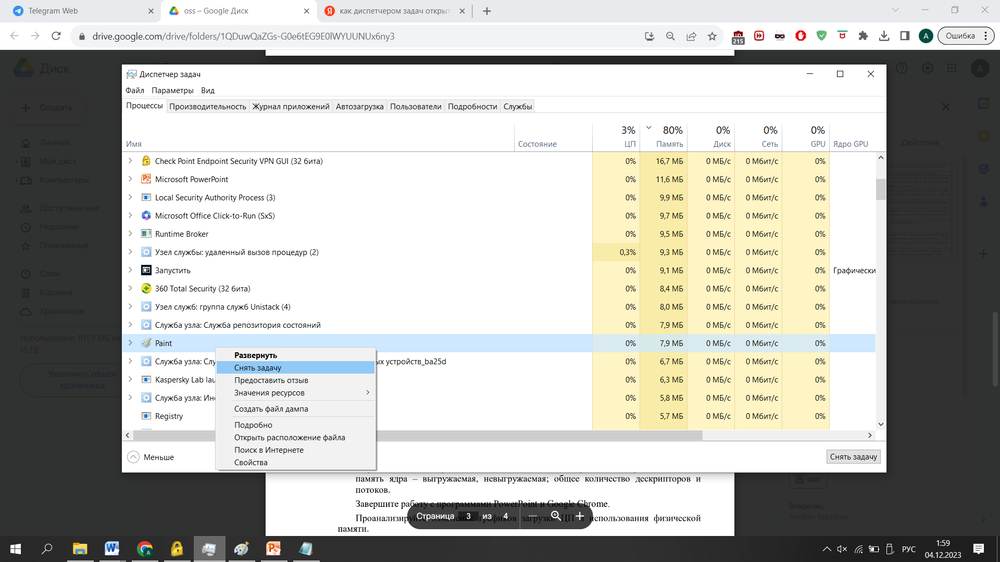 Telegram Web
oss – Google Диск
как диспетчером задач открыт
drive.google.com/drive/folders/1QDuwQaZGs-G0e6tEG9E0lWYUUNUx6ny3
215
A
Ошибка
Диск
A
Диспетчер задач
Файл Параметры Вид
Процессы Производительность Журнал приложений Автозагрузка Пользователи Подробности Службы
Создать
3% 80% 0% 0% 0%
Имя Состояние ЦП Память Диск Сеть GPU Ядро GPU
Действия
Личный
Мой диск
Компьютеры
Доступные мне
Недавние
Помеченные
Спам
Корзина
Хранилище
Использовано 101,9 МБ из
15 ГБ
Увеличить объем
хранилища
Check Point Endpoint Security VPN GUI (32 бита) 0% 16,7 МБ 0 МБ/с 0 Мбит/с 0%
Microsoft PowerPoint 0% 11,6 МБ 0 МБ/с 0 Мбит/с 0%
Local Security Authority Process (3) 0% 9,9 МБ 0 МБ/с 0 Мбит/с 0%
Microsoft Office Click-to-Run (SxS) 0% 9,7 МБ 0 МБ/с 0 Мбит/с 0%
Runtime Broker 0% 9,5 МБ 0 МБ/с 0 Мбит/с 0%
Узел службы: удаленный вызов процедур (2) 0,3% 9,3 МБ 0 МБ/с 0 Мбит/с 0%
Запустить 0% 9,1 МБ 0 МБ/с 0 Мбит/с 0% Графически
360 Total Security (32 бита) 0% 8,4 МБ 0 МБ/с 0 Мбит/с 0%
Узел служб: группа служб Unistack (4) 0% 8,0 МБ 0 МБ/с 0 Мбит/с 0%
смотр настроек
Служба узла: Служба репозитория состояний 0% 7,9 МБ 0 МБ/с 0 Мбит/с 0%
Paint 0% 7,9 МБ 0 МБ/с 0 Мбит/с 0%
Служба узла: Слу ых устройств_ba25d 0% 6,7 МБ 0 МБ/с 0 Мбит/с 0%
Kaspersky Lab lau 0% 6,3 МБ 0 МБ/с 0 Мбит/с 0%
Служба узла: Ин 0% 5,8 МБ 0 МБ/с 0 Мбит/с 0%
Registry 0% 5,7 МБ 0 МБ/с 0 Мбит/с 0%
Развернуть
Снять задачу
Предоставить отзыв
Значения ресурсов
Создать файл дампа
Подробно
Открыть расположение файла
Поиск в Интернете
Свойства
Меньше
Снять задачу
oss
Владелец
Andrey Suchkov
память ядра – выгружаемая, невыгружаемая; общее количество дескрипторов и
потоков.
Завершите работу с программами PowerPoint и Google Chrome.
Проанализируйте изменение графиков загрузки ЦП и использования физической
памяти.
Страница 3 из 4
РУС
1:59
04.12.2023